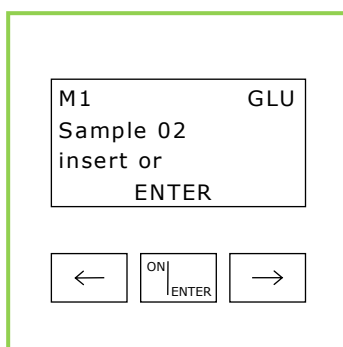 M1 GLU
Sample 02
insert or
ENTER
← ON ENTER →